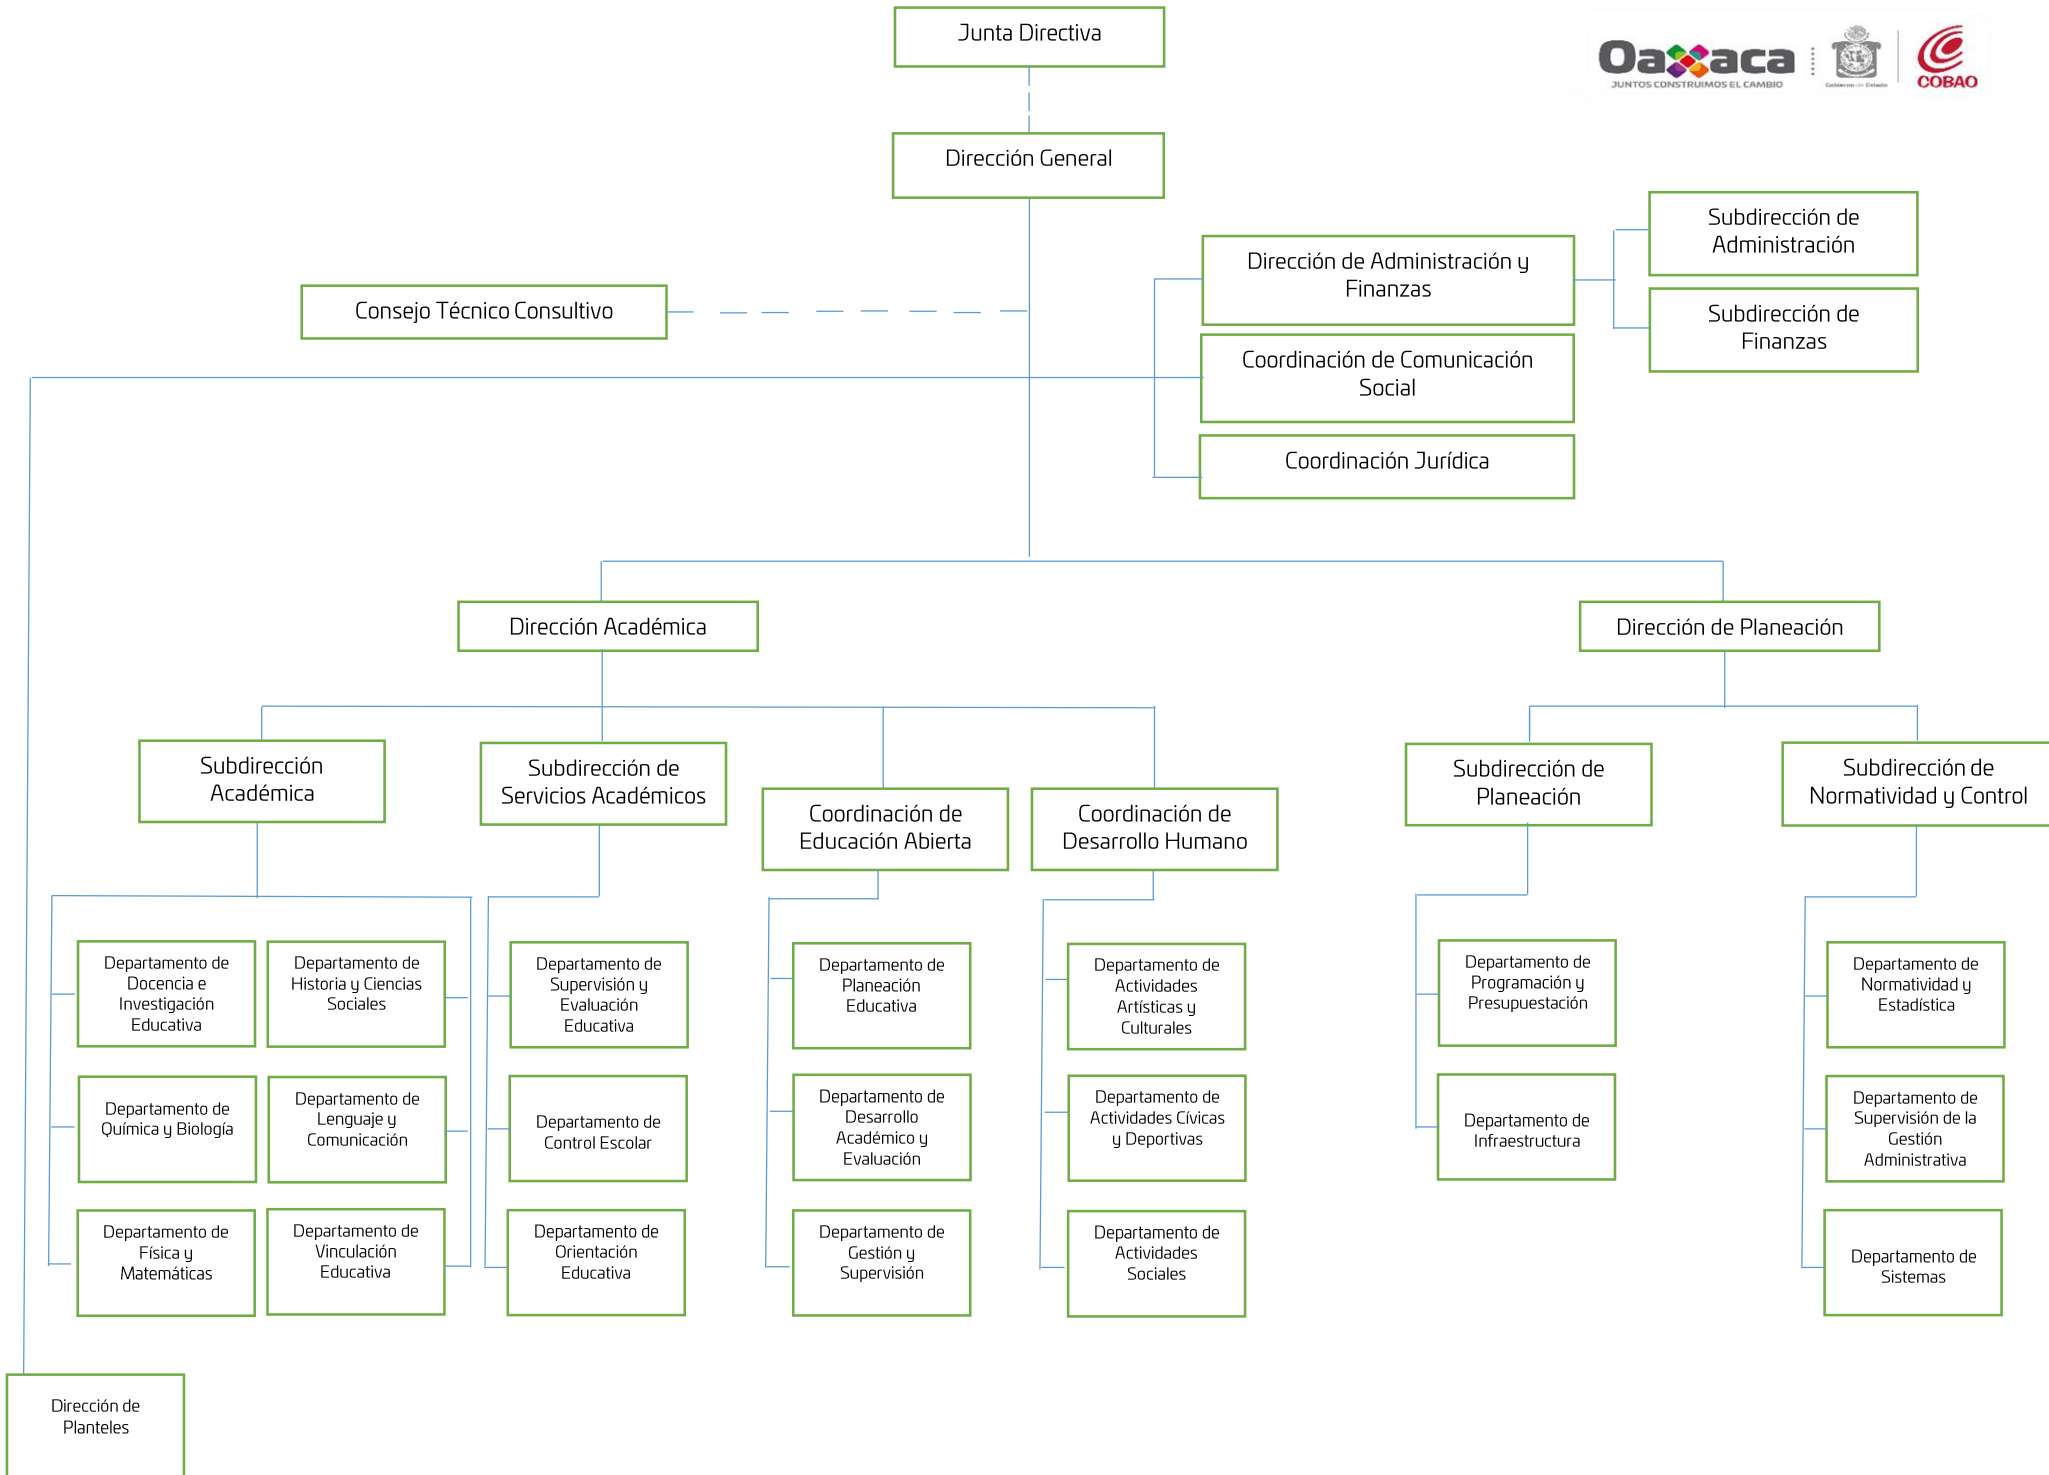 Junta Directiva
Oaxaca
JUNTOS CONSTRUIMOS EL CAMBIO
Gobierno del Estado
COBAO
Dirección General
Subdirección de
Administración
Dirección de Administración y
Finanzas
Consejo Técnico Consultivo
Subdirección de
Finanzas
Coordinación de Comunicación
Social
Coordinación Jurídica
Dirección Académica
Dirección de Planeación
Subdirección
Académica
Subdirección de
Servicios Académicos
Coordinación de
Educación Abierta
Coordinación de
Desarrollo Humano
Subdirección de
Planeación
Subdirección de
Normatividad y Control
Departamento de
Docencia e
Investigación
Educativa
Departamento de
Historia y Ciencias
Sociales
Departamento de
Supervisión y
Evaluación
Educativa
Departamento de
Planeación
Educativa
Departamento de
Actividades
Artísticas y
Culturales
Departamento de
Programación y
Presupuestación
Departamento de
Normatividad y
Estadística
Departamento de
Química y Biología
Departamento de
Lenguaje y
Comunicación
Departamento de
Control Escolar
Departamento de
Desarrollo
Académico y
Evaluación
Departamento de
Actividades Cívicas
y Deportivas
Departamento de
Infraestructura
Departamento de
Supervisión de la
Gestión
Administrativa
Departamento de
Física y
Matemáticas
Departamento de
Vinculación
Educativa
Departamento de
Orientación
Educativa
Departamento de
Gestión y
Supervisión
Departamento de
Actividades
Sociales
Departamento de
Sistemas
Dirección de
Planteles